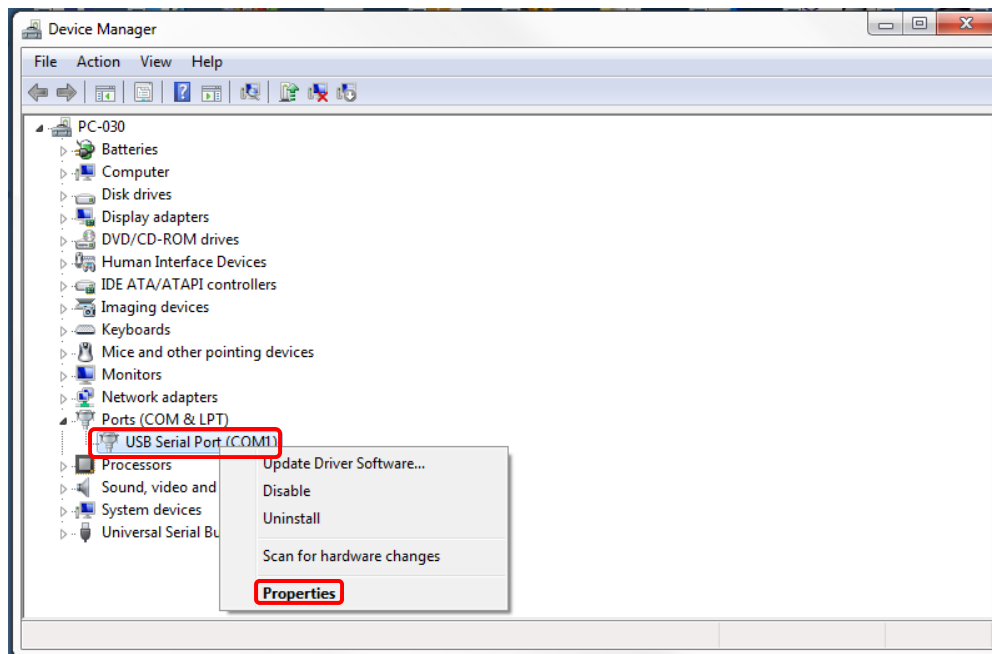 Device Manager
File Action View Help
PC-030
Batteries
Computer
Disk drives
Display adapters
DVD/CD-ROM drives
Human Interface Devices
IDE ATA/ATAPI controllers
Imaging devices
Keyboards
Mice and other pointing devices
Monitors
Network adapters
Ports (COM & LPT)
USB Serial Port (COM1)
Processors
Sound, video and
System devices
Universal Serial Bu
Update Driver Software...
Disable
Uninstall
Scan for hardware changes
Properties